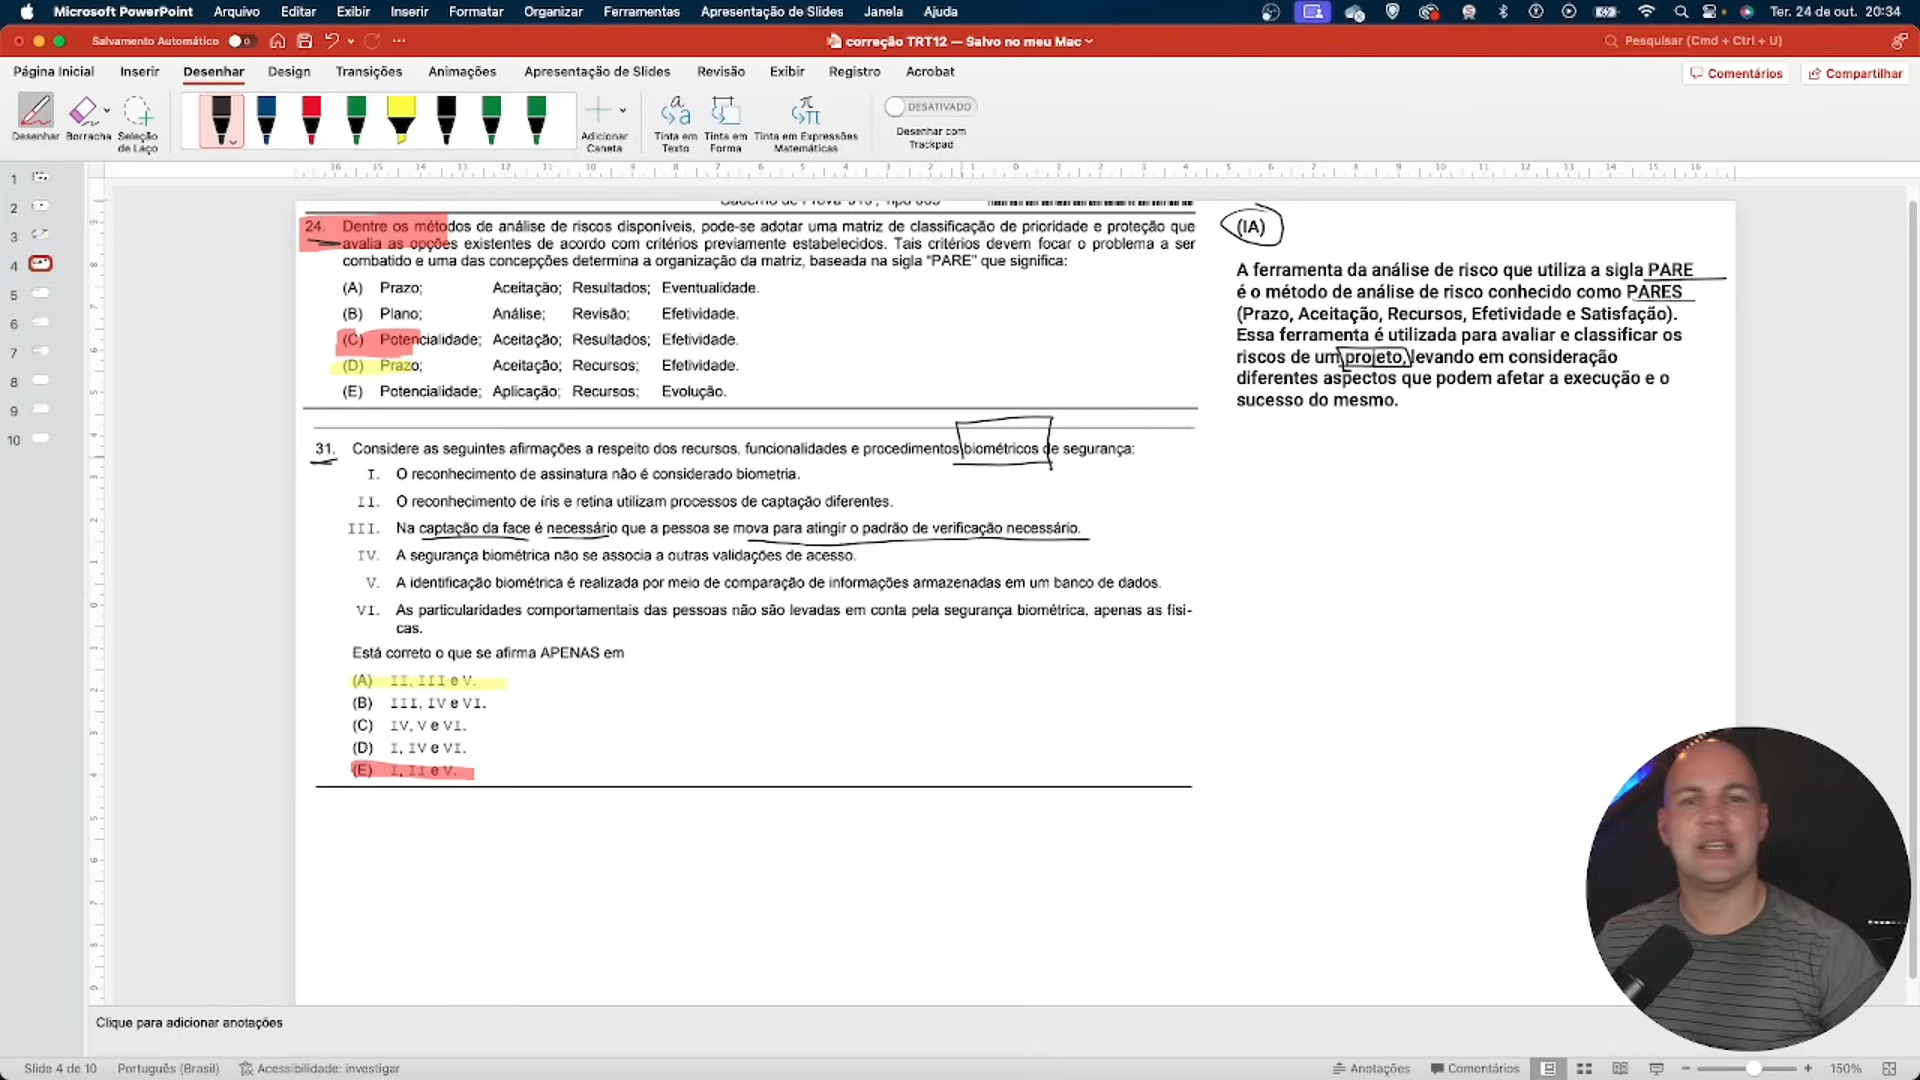 Microsoft PowerPoint Arquivo Editar Exibir Inserir Formatar Organizar Ferramentas Apresentação de Slides Janela Ajuda Ter. 24 de out. 20:34
Salvamento Automático correção TRT12 — Salvo no meu Mac Pesquisar (Cmd + Ctrl + U)
Página Inicial Inserir Desenhar Design Transições Animações Apresentação de Slides Revisão Exibir Registro Acrobat Comentários Compartilhar
DESATIVADO
Desenhar Borracha Seleção de Laço Adicionar Caneta Tinta em Texto Tinta em Forma Tinta em Expressões Matemáticas Desenhar com Trackpad
24. Dentre os métodos de análise de riscos disponíveis, pode-se adotar uma matriz de classificação de prioridade e proteção que
avalia as opções existentes de acordo com critérios previamente estabelecidos. Tais critérios devem focar o problema a ser
combatido e uma das concepções determina a organização da matriz, baseada na sigla “PARE” que significa:
(A) Prazo; Aceitação; Resultados; Eventualidade.
(B) Plano; Análise; Revisão; Efetividade.
(C) Potencialidade; Aceitação; Resultados; Efetividade.
(D) Prazo; Aceitação; Recursos; Efetividade.
(E) Potencialidade; Aplicação; Recursos; Evolução.
(IA)
A ferramenta da análise de risco que utiliza a sigla PARE
é o método de análise de risco conhecido como PARES
(Prazo, Aceitação, Recursos, Efetividade e Satisfação).
Essa ferramenta é utilizada para avaliar e classificar os
riscos de um projeto, levando em consideração
diferentes aspectos que podem afetar a execução e o
sucesso do mesmo.
31. Considere as seguintes afirmações a respeito dos recursos, funcionalidades e procedimentos biométricos de segurança:
I. O reconhecimento de assinatura não é considerado biometria.
II. O reconhecimento de íris e retina utilizam processos de captação diferentes.
III. Na captação da face é necessário que a pessoa se mova para atingir o padrão de verificação necessário.
IV. A segurança biométrica não se associa a outras validações de acesso.
V. A identificação biométrica é realizada por meio de comparação de informações armazenadas em um banco de dados.
VI. As particularidades comportamentais das pessoas não são levadas em conta pela segurança biométrica, apenas as físi-
cas.
Está correto o que se afirma APENAS em
(A) II, III e V.
(B) III, IV e VI.
(C) IV, V e VI.
(D) I, IV e VI.
(E) I, II e V.
1
2
3
4
5
6
7
8
9
10
Clique para adicionar anotações
Slide 4 de 10 Português (Brasil) Acessibilidade: investigar Anotações Comentários 150%